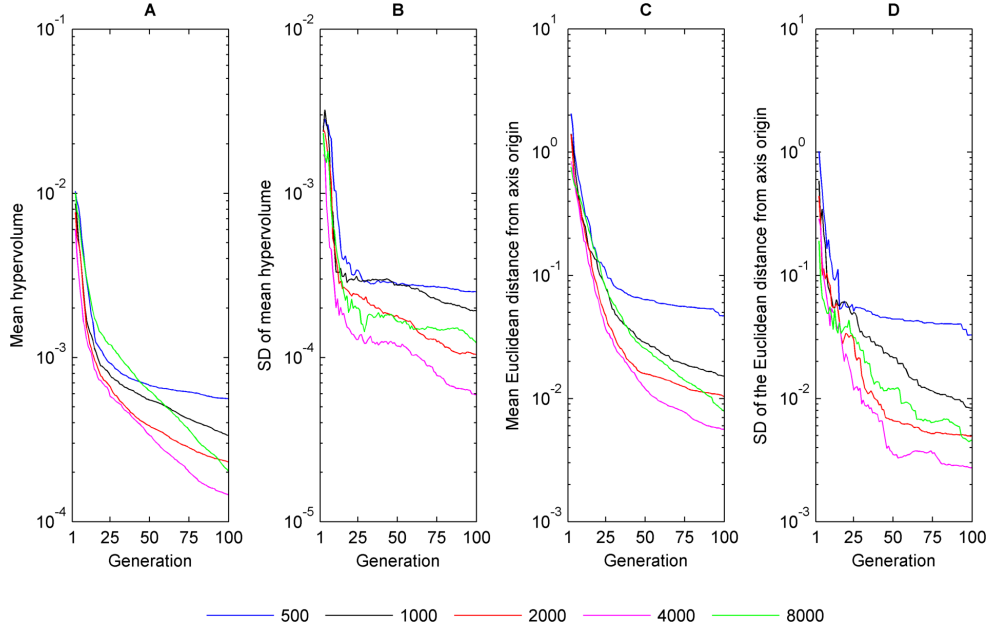 A
B
C
D
Mean hypervolume
10^-1
10^-2
10^-3
10^-4
1 25 50 75 100
Generation
SD of mean hypervolume
10^-2
10^-3
10^-4
10^-5
1 25 50 75 100
Generation
Mean Euclidean distance from axis origin
10^1
10^0
10^-1
10^-2
10^-3
1 25 50 75 100
Generation
SD of the Euclidean distance from axis origin
10^1
10^0
10^-1
10^-2
10^-3
1 25 50 75 100
Generation
500 1000 2000 4000 8000